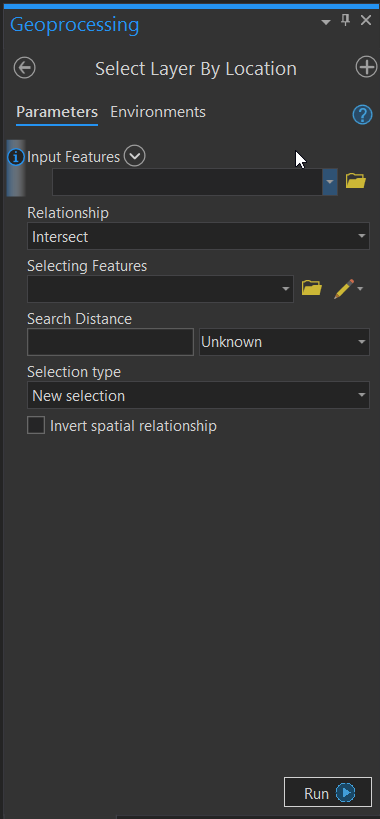 Geoprocessing
Select Layer By Location
Parameters Environments
?
Input Features
Relationship
Intersect
Selecting Features
Search Distance
Unknown
Selection type
New selection
Invert spatial relationship
Run